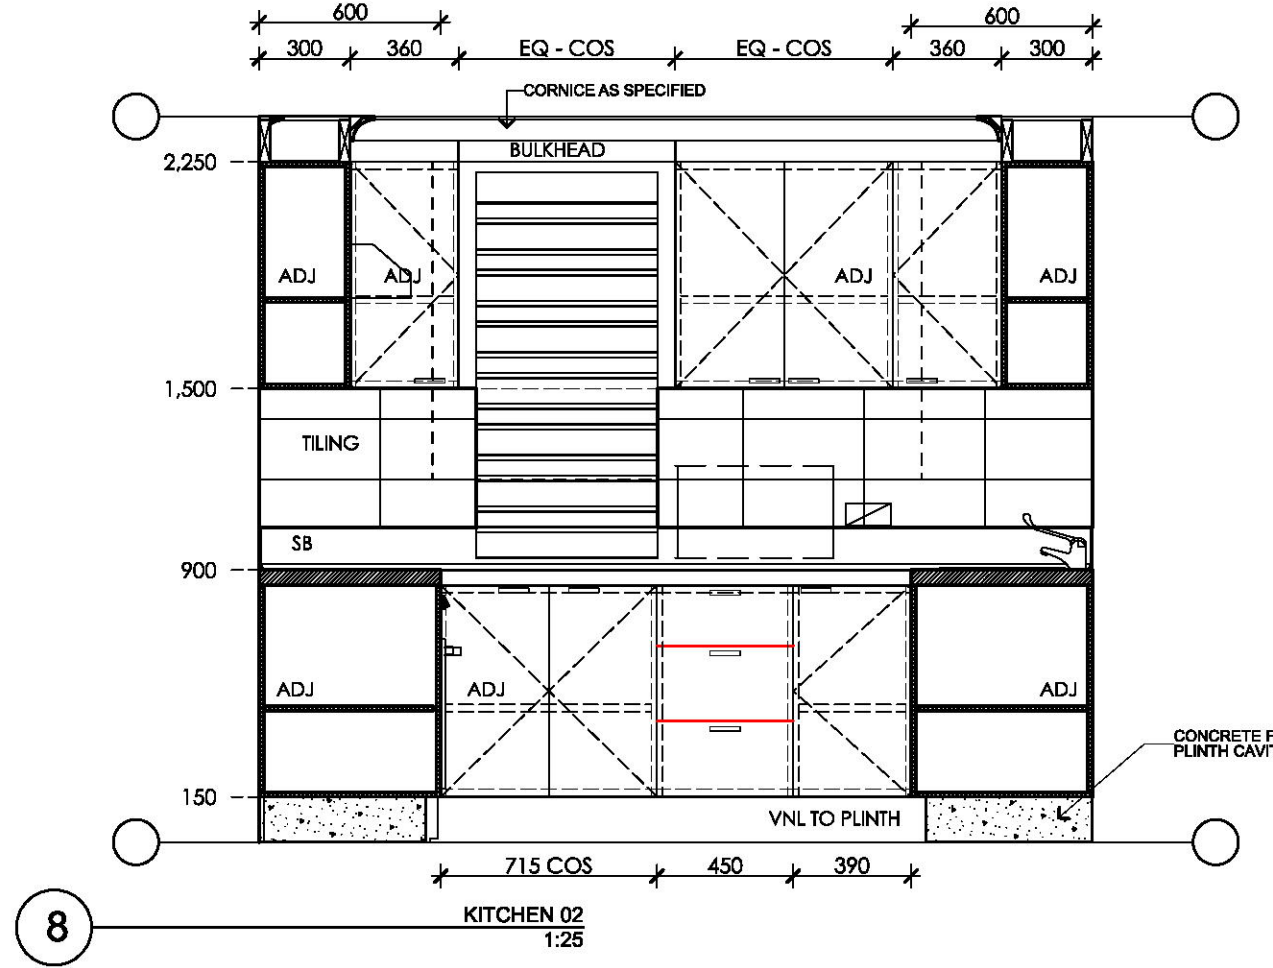 600 600
300 360 EQ - COS EQ - COS 360 300
CORNICE AS SPECIFIED
BULKHEAD
2,250
ADJ ADJ ADJ ADJ
1,500
TILING
SB
900
ADJ ADJ ADJ
CONCRETE
PLINTH
150
VNL TO PLINTH
715 COS 450 390
8
KITCHEN 02
1:25